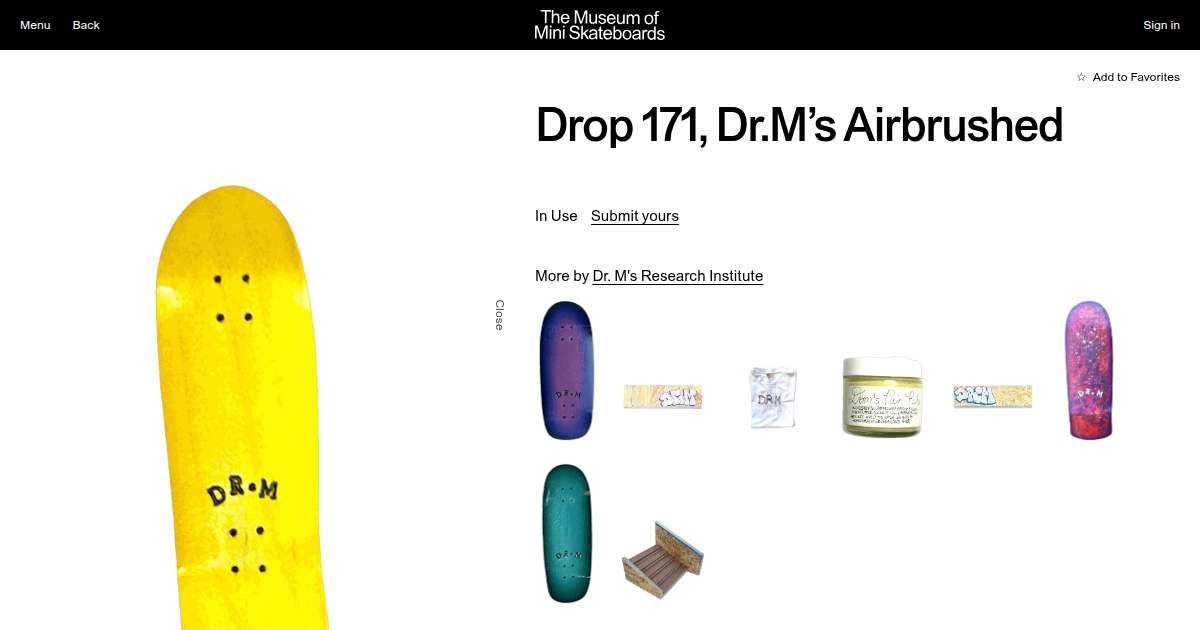 Menu
Back
The Museum of
Mini Skateboards
Sign in
☆ Add to Favorites
Drop 171, Dr.M’s Airbrushed
In Use Submit yours
More by Dr. M's Research Institute
Close
DR•M
DR•M
DRM
DR•M
DR•M